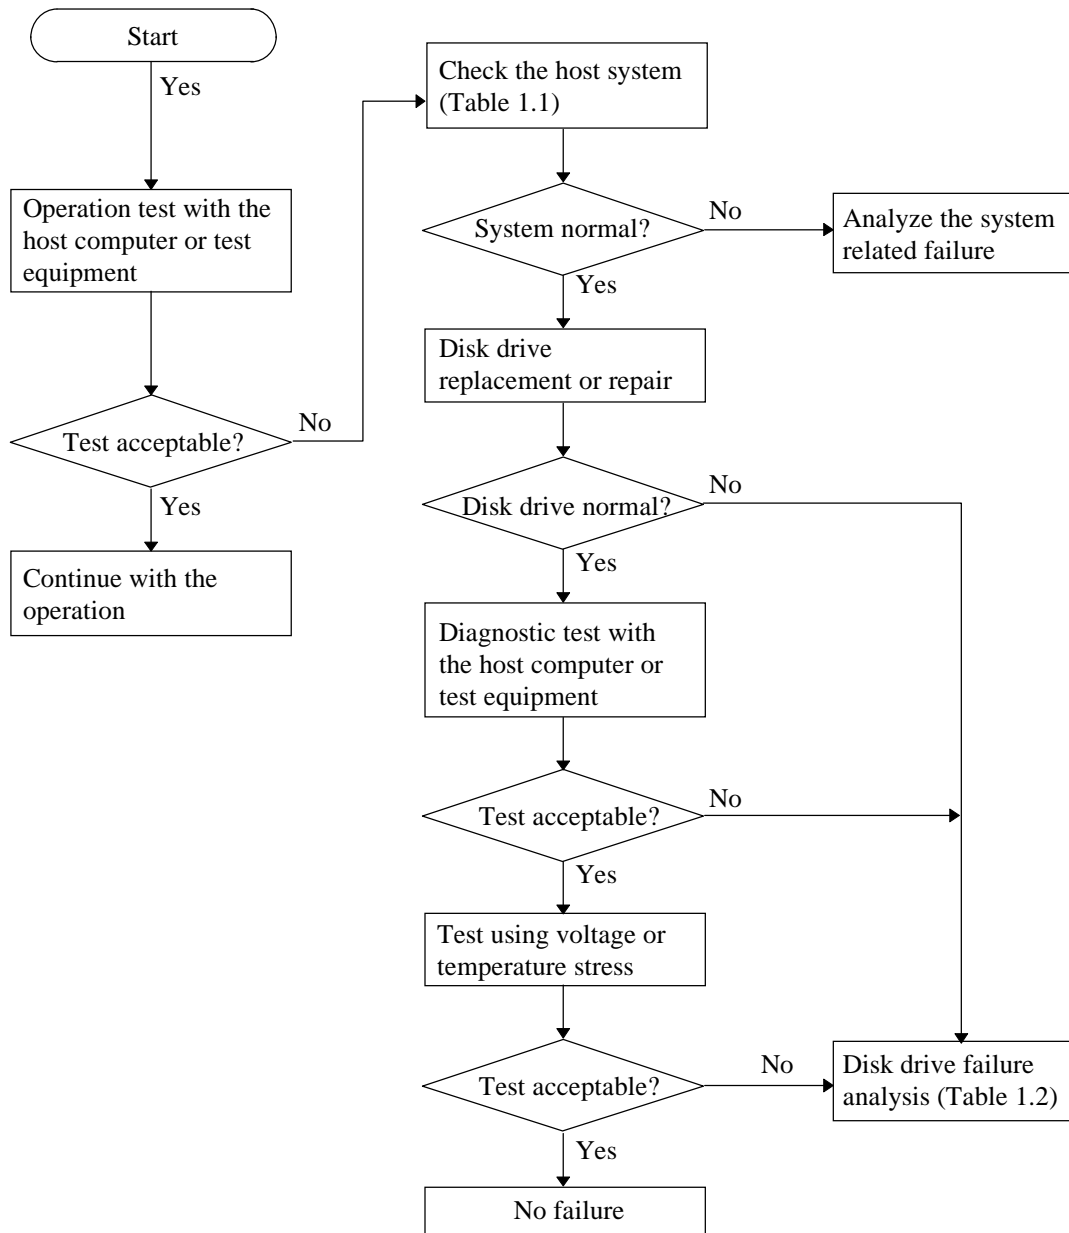 Start
Yes
Operation test with the
host computer or test
equipment
Test acceptable?
No
Yes
Continue with the
operation
Check the host system
(Table 1.1)
System normal?
No
Analyze the system
related failure
Yes
Disk drive
replacement or repair
Disk drive normal?
No
Yes
Diagnostic test with
the host computer or
test equipment
Test acceptable?
No
Yes
Test using voltage or
temperature stress
Test acceptable?
No
Disk drive failure
analysis (Table 1.2)
Yes
No failure